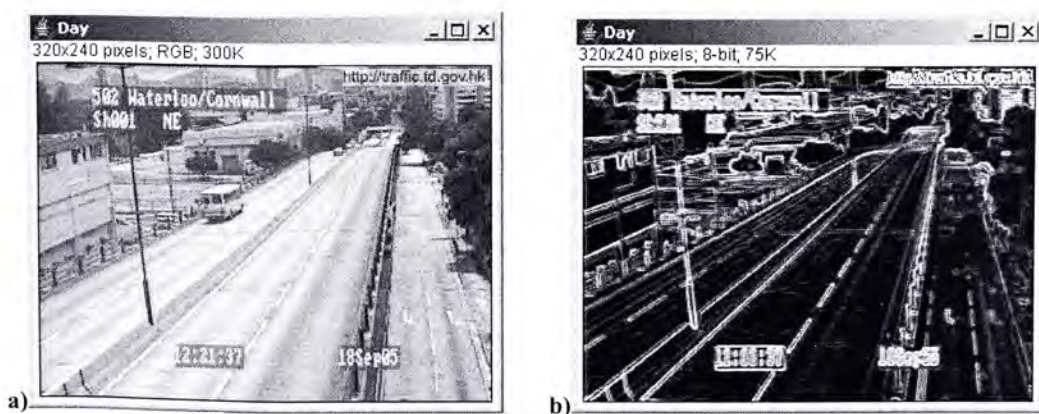 Day
320x240 pixels; RGB; 300K
http://traffic.td.gov.hk
502 Waterloo/Cornwall
Sh001 NE
12:21:37
18Sep05
a)
Day
320x240 pixels; 8-bit; 75K
b)